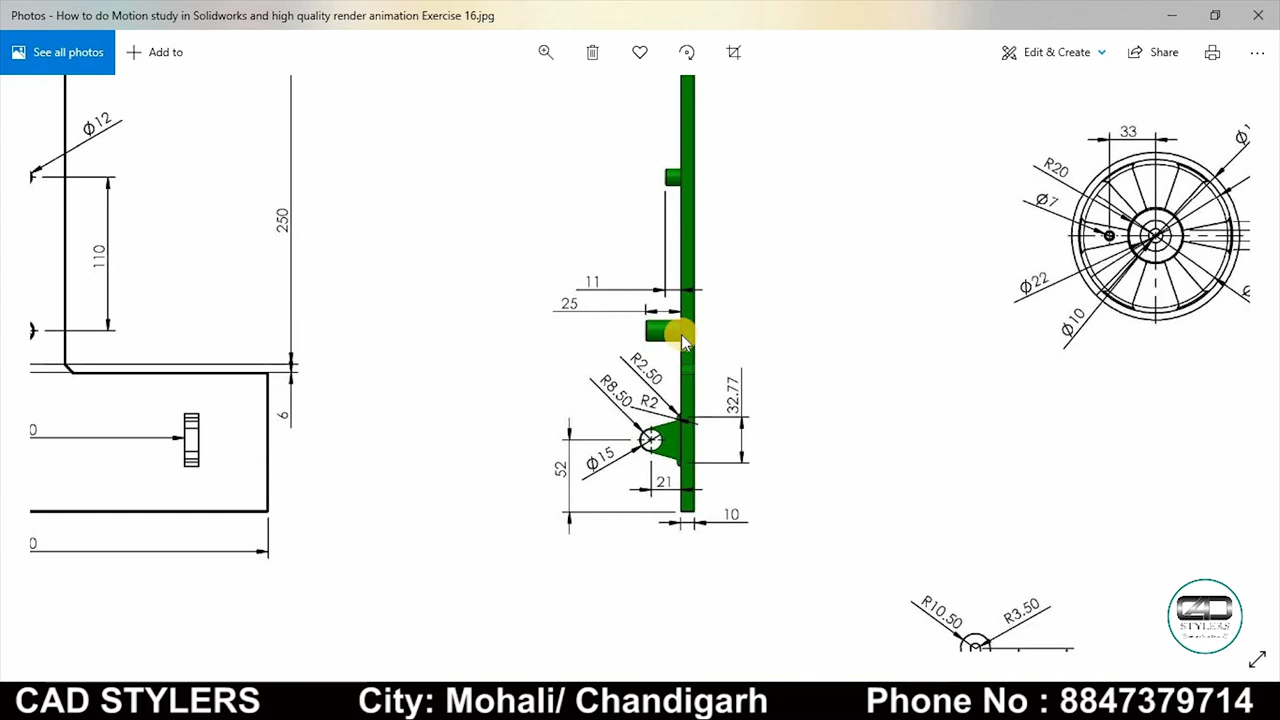 Photos - How to do Motion study in Solidworks and high quality render animation Exercise 16.jpg
See all photos
Add to
Edit & Create
Share
Ø12
110
250
6
0
0
11
25
R2.50
R8.50
R2
32.77
Ø15
52
21
10
33
R20
Ø7
Ø22
Ø10
R10.50
R3.50
STYLERS
CAD STYLERS
City: Mohali/ Chandigarh
Phone No : 8847379714